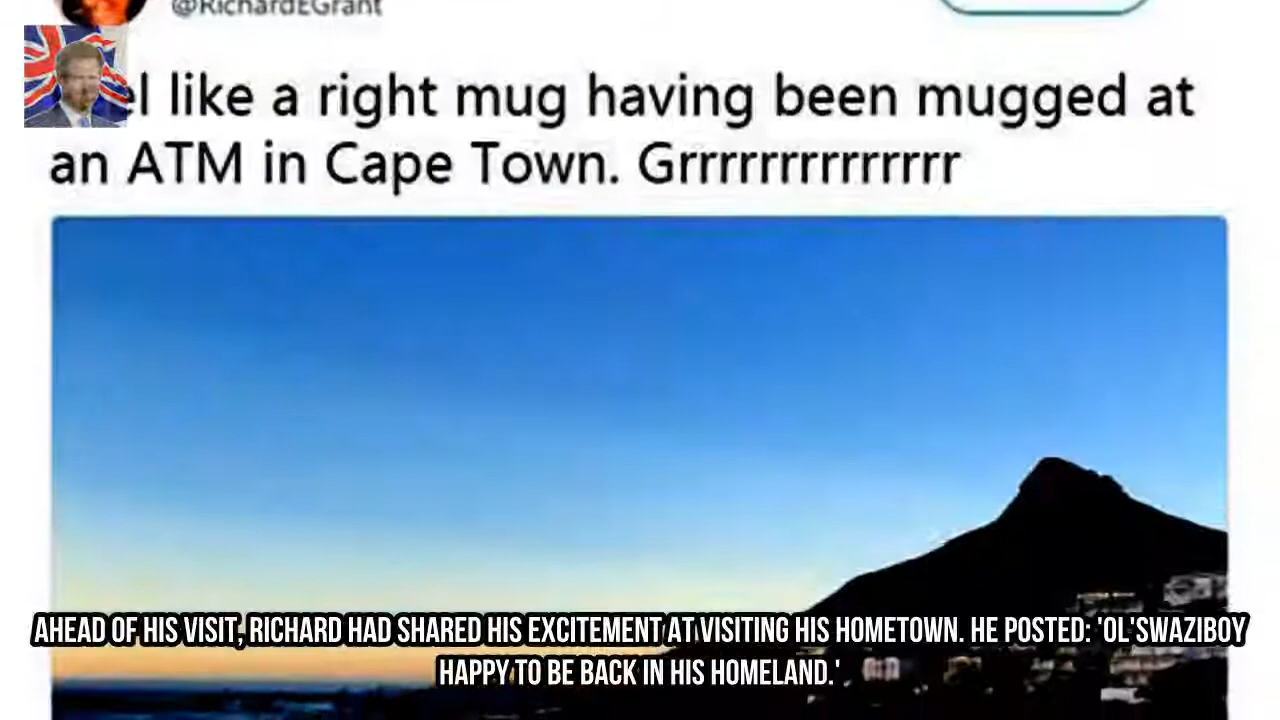 @RichardEGrant
el like a right mug having been mugged at
an ATM in Cape Town. Grrrrrrrrrrrrrr
AHEAD OF HIS VISIT, RICHARD HAD SHARED HIS EXCITEMENT AT VISITING HIS HOMETOWN. HE POSTED: 'OL'SWAZIBOY
HAPPY TO BE BACK IN HIS HOMELAND.'